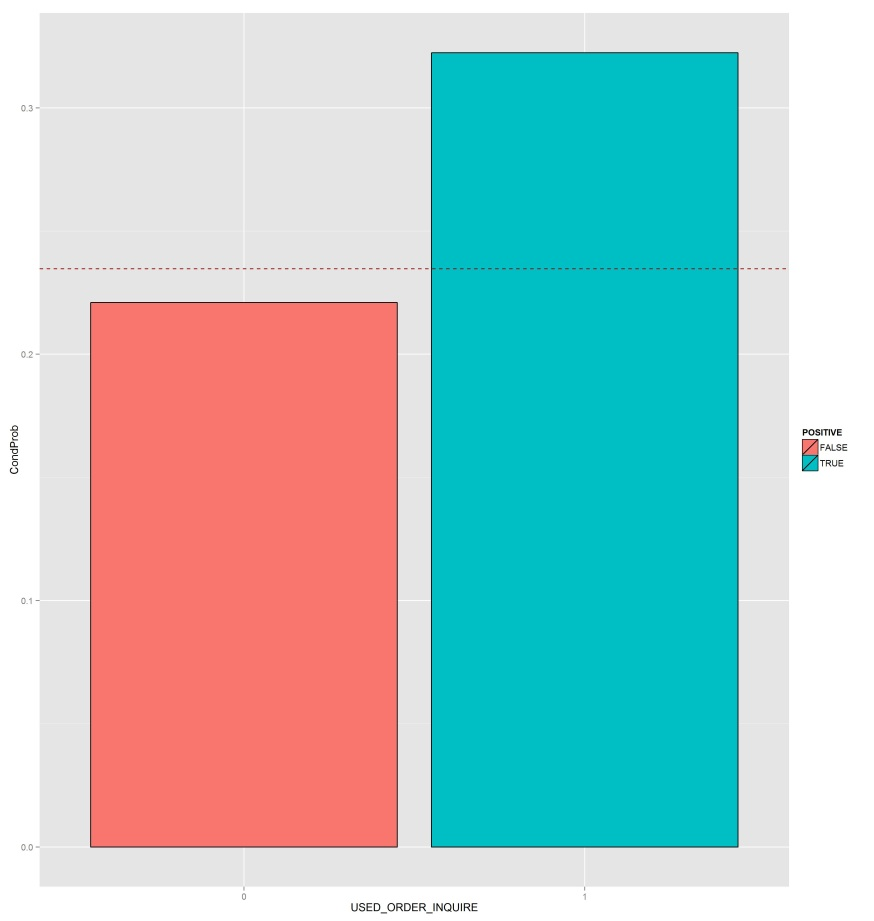 CondProb
0.3
0.2
0.1
0.0
0
1
USED_ORDER_INQUIRE
POSITIVE
FALSE
TRUE